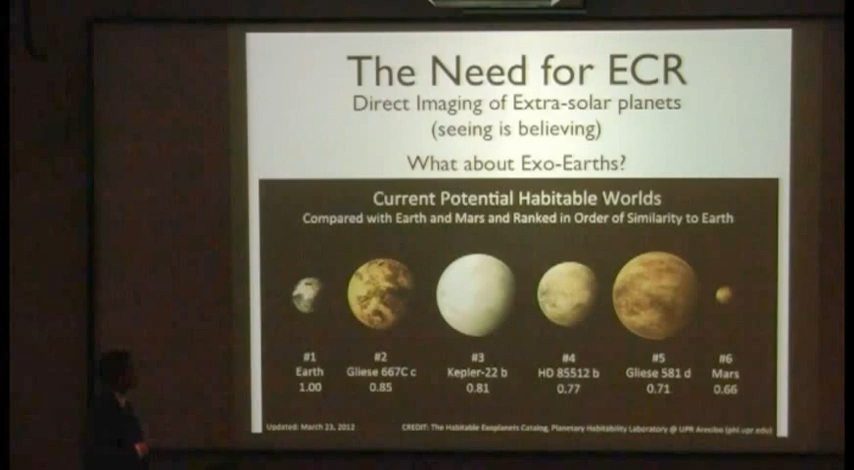 The Need for ECR
Direct Imaging of Extra-solar planets
(seeing is believing)
What about Exo-Earths?
Current Potential Habitable Worlds
Compared with Earth and Mars and Ranked in Order of Similarity to Earth
#1 #2 #3 #4 #5 #6
Earth Gliese 667C c Kepler-22 b HD 85512 b Gliese 581 d Mars
1.00 0.85 0.81 0.77 0.71 0.66
Updated: March 23, 2012 CREDIT: The Habitable Exoplanets Catalog, Planetary Habitability Laboratory @ UPR Arecibo (phl.upr.edu)